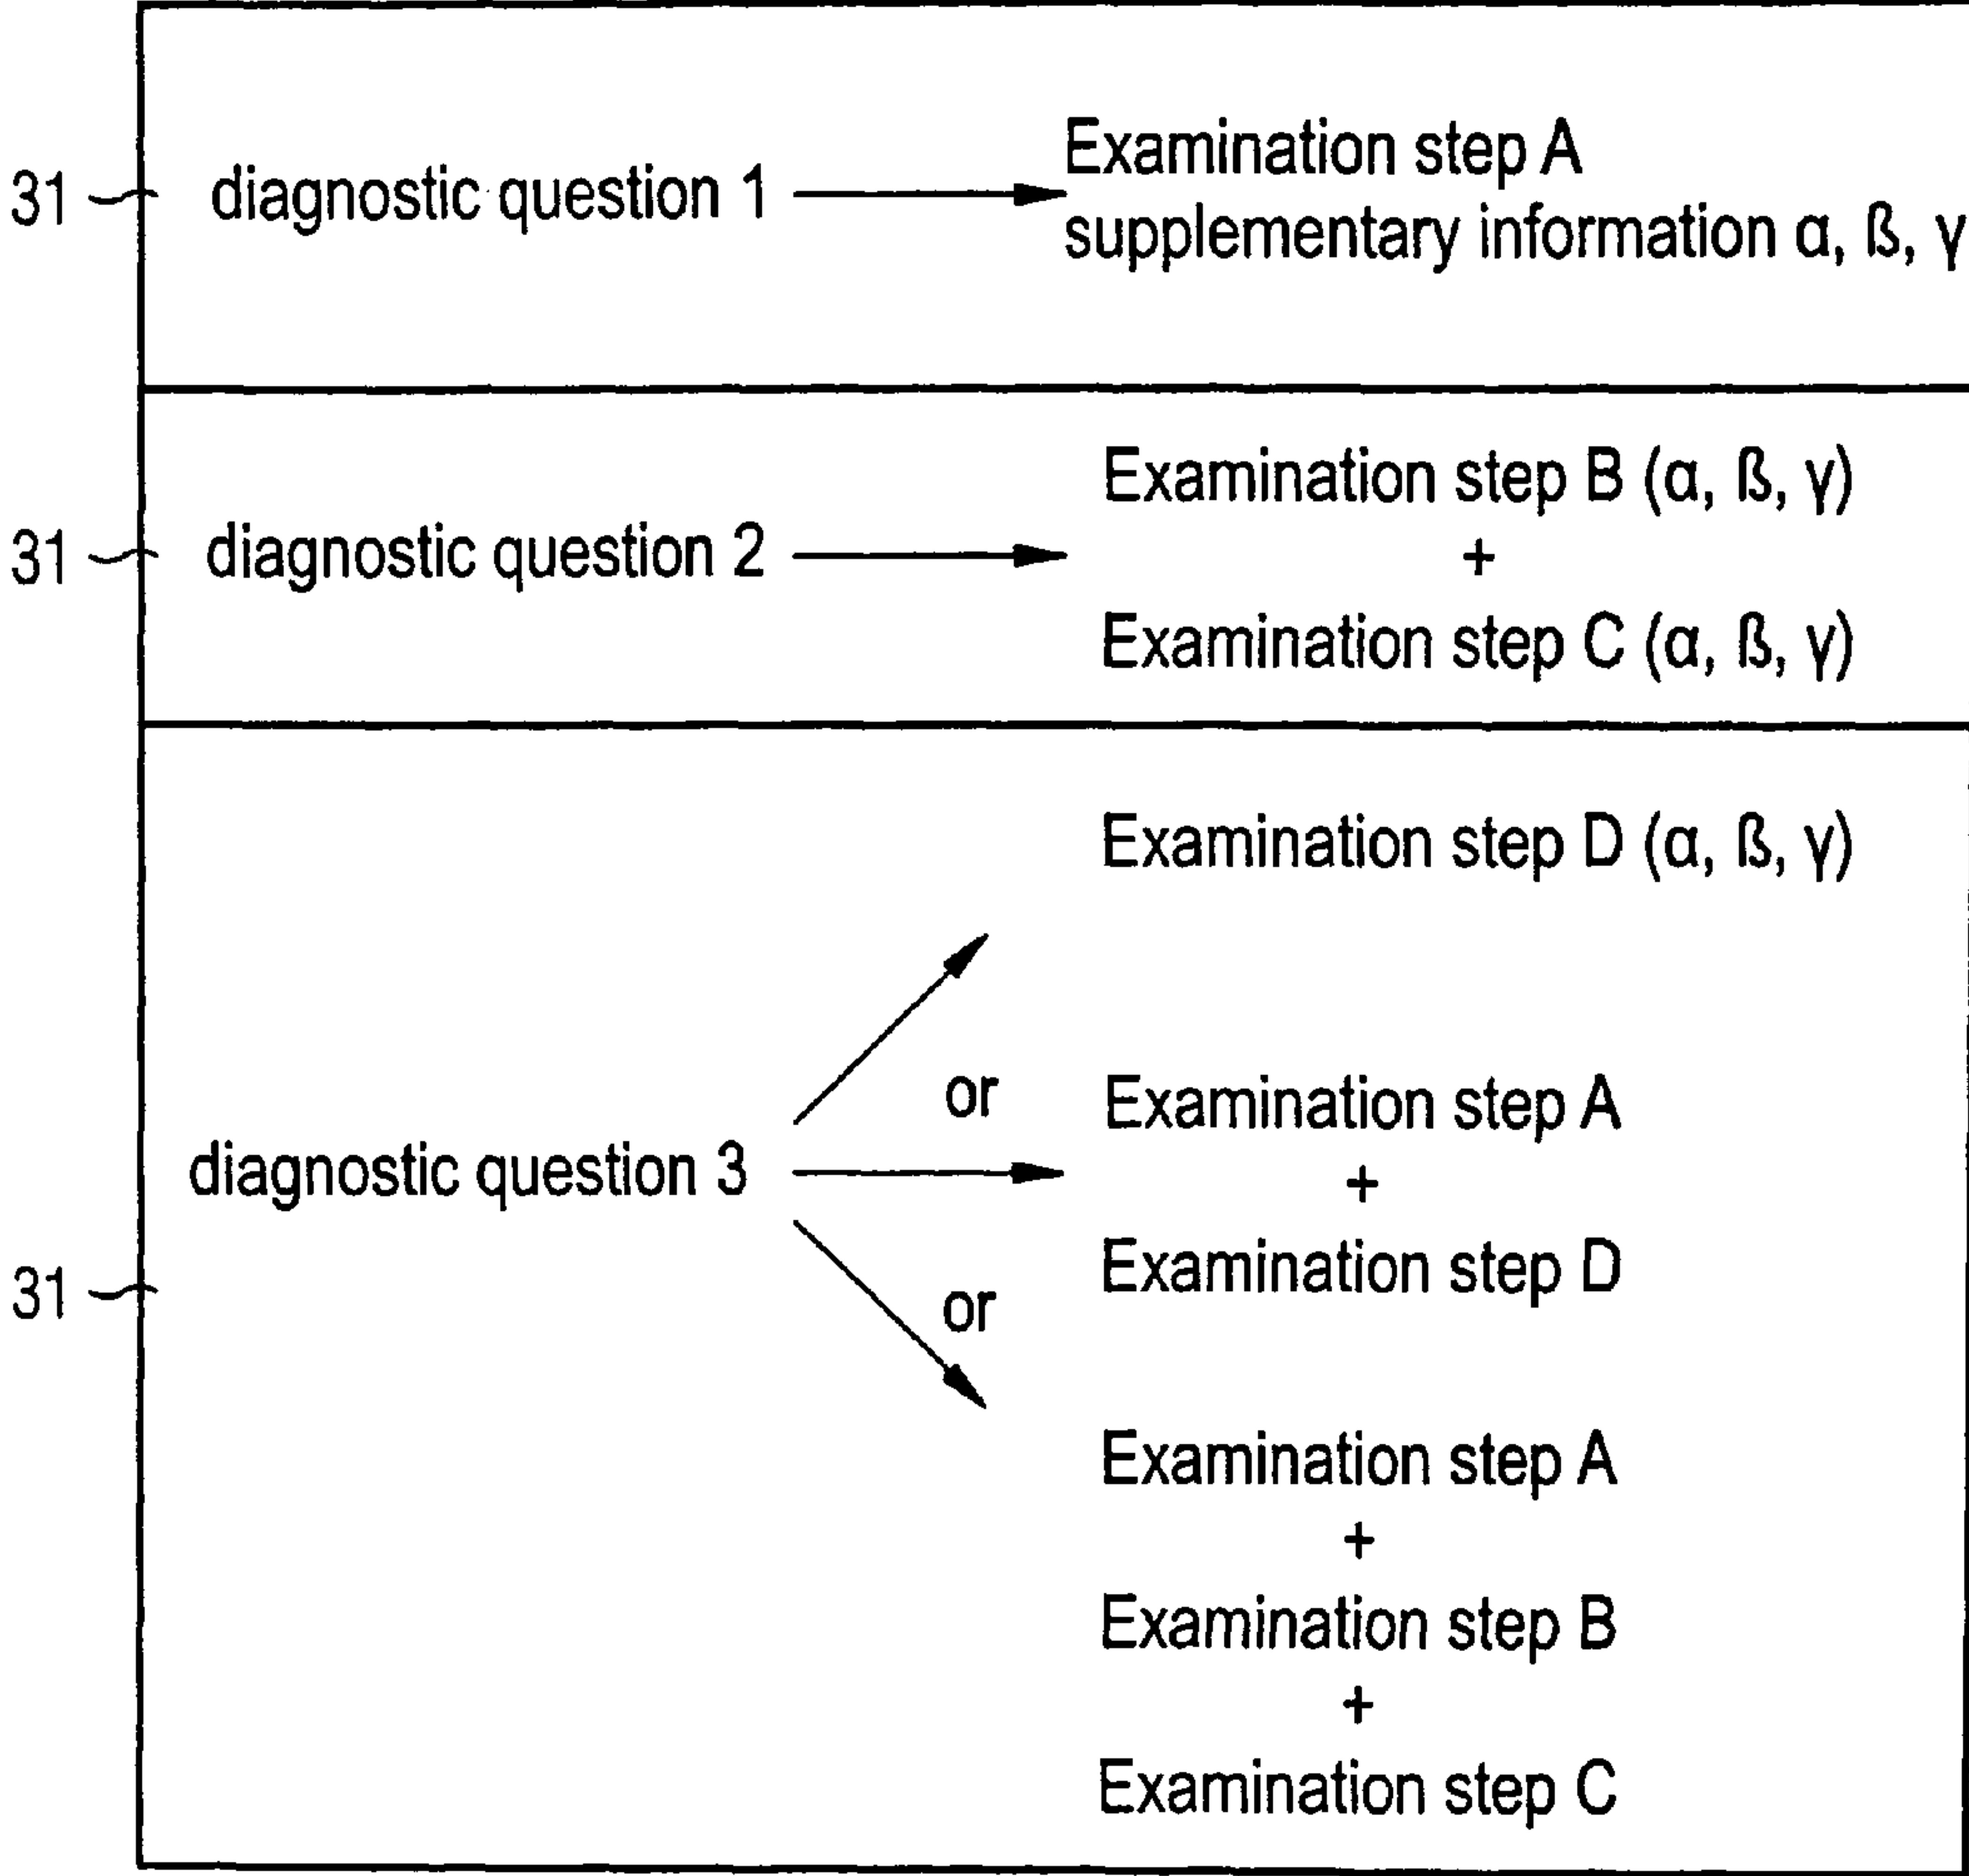 Examination step A
31 diagnostic question 1
supplementary information α, ß, γ
Examination step B (α, ß, γ)
31 diagnostic question 2 +
Examination step C (α, ß, γ)
Examination step D (α, ß, γ)
or Examination step A
diagnostic question 3 +
Examination step D
31
or
Examination step A
+
Examination step B
+
Examination step C